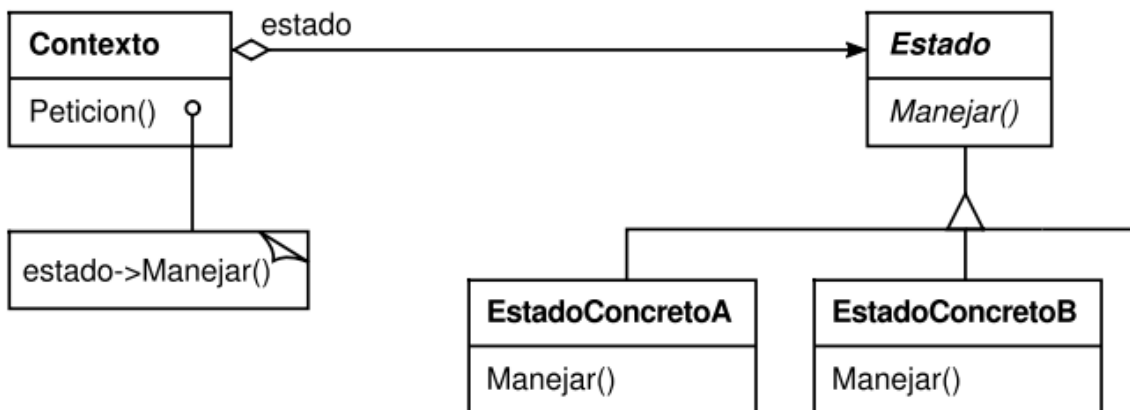 Contexto
Peticion()
estado->Manejar()
estado
Estado
Manejar()
EstadoConcretoA
Manejar()
EstadoConcretoB
Manejar()